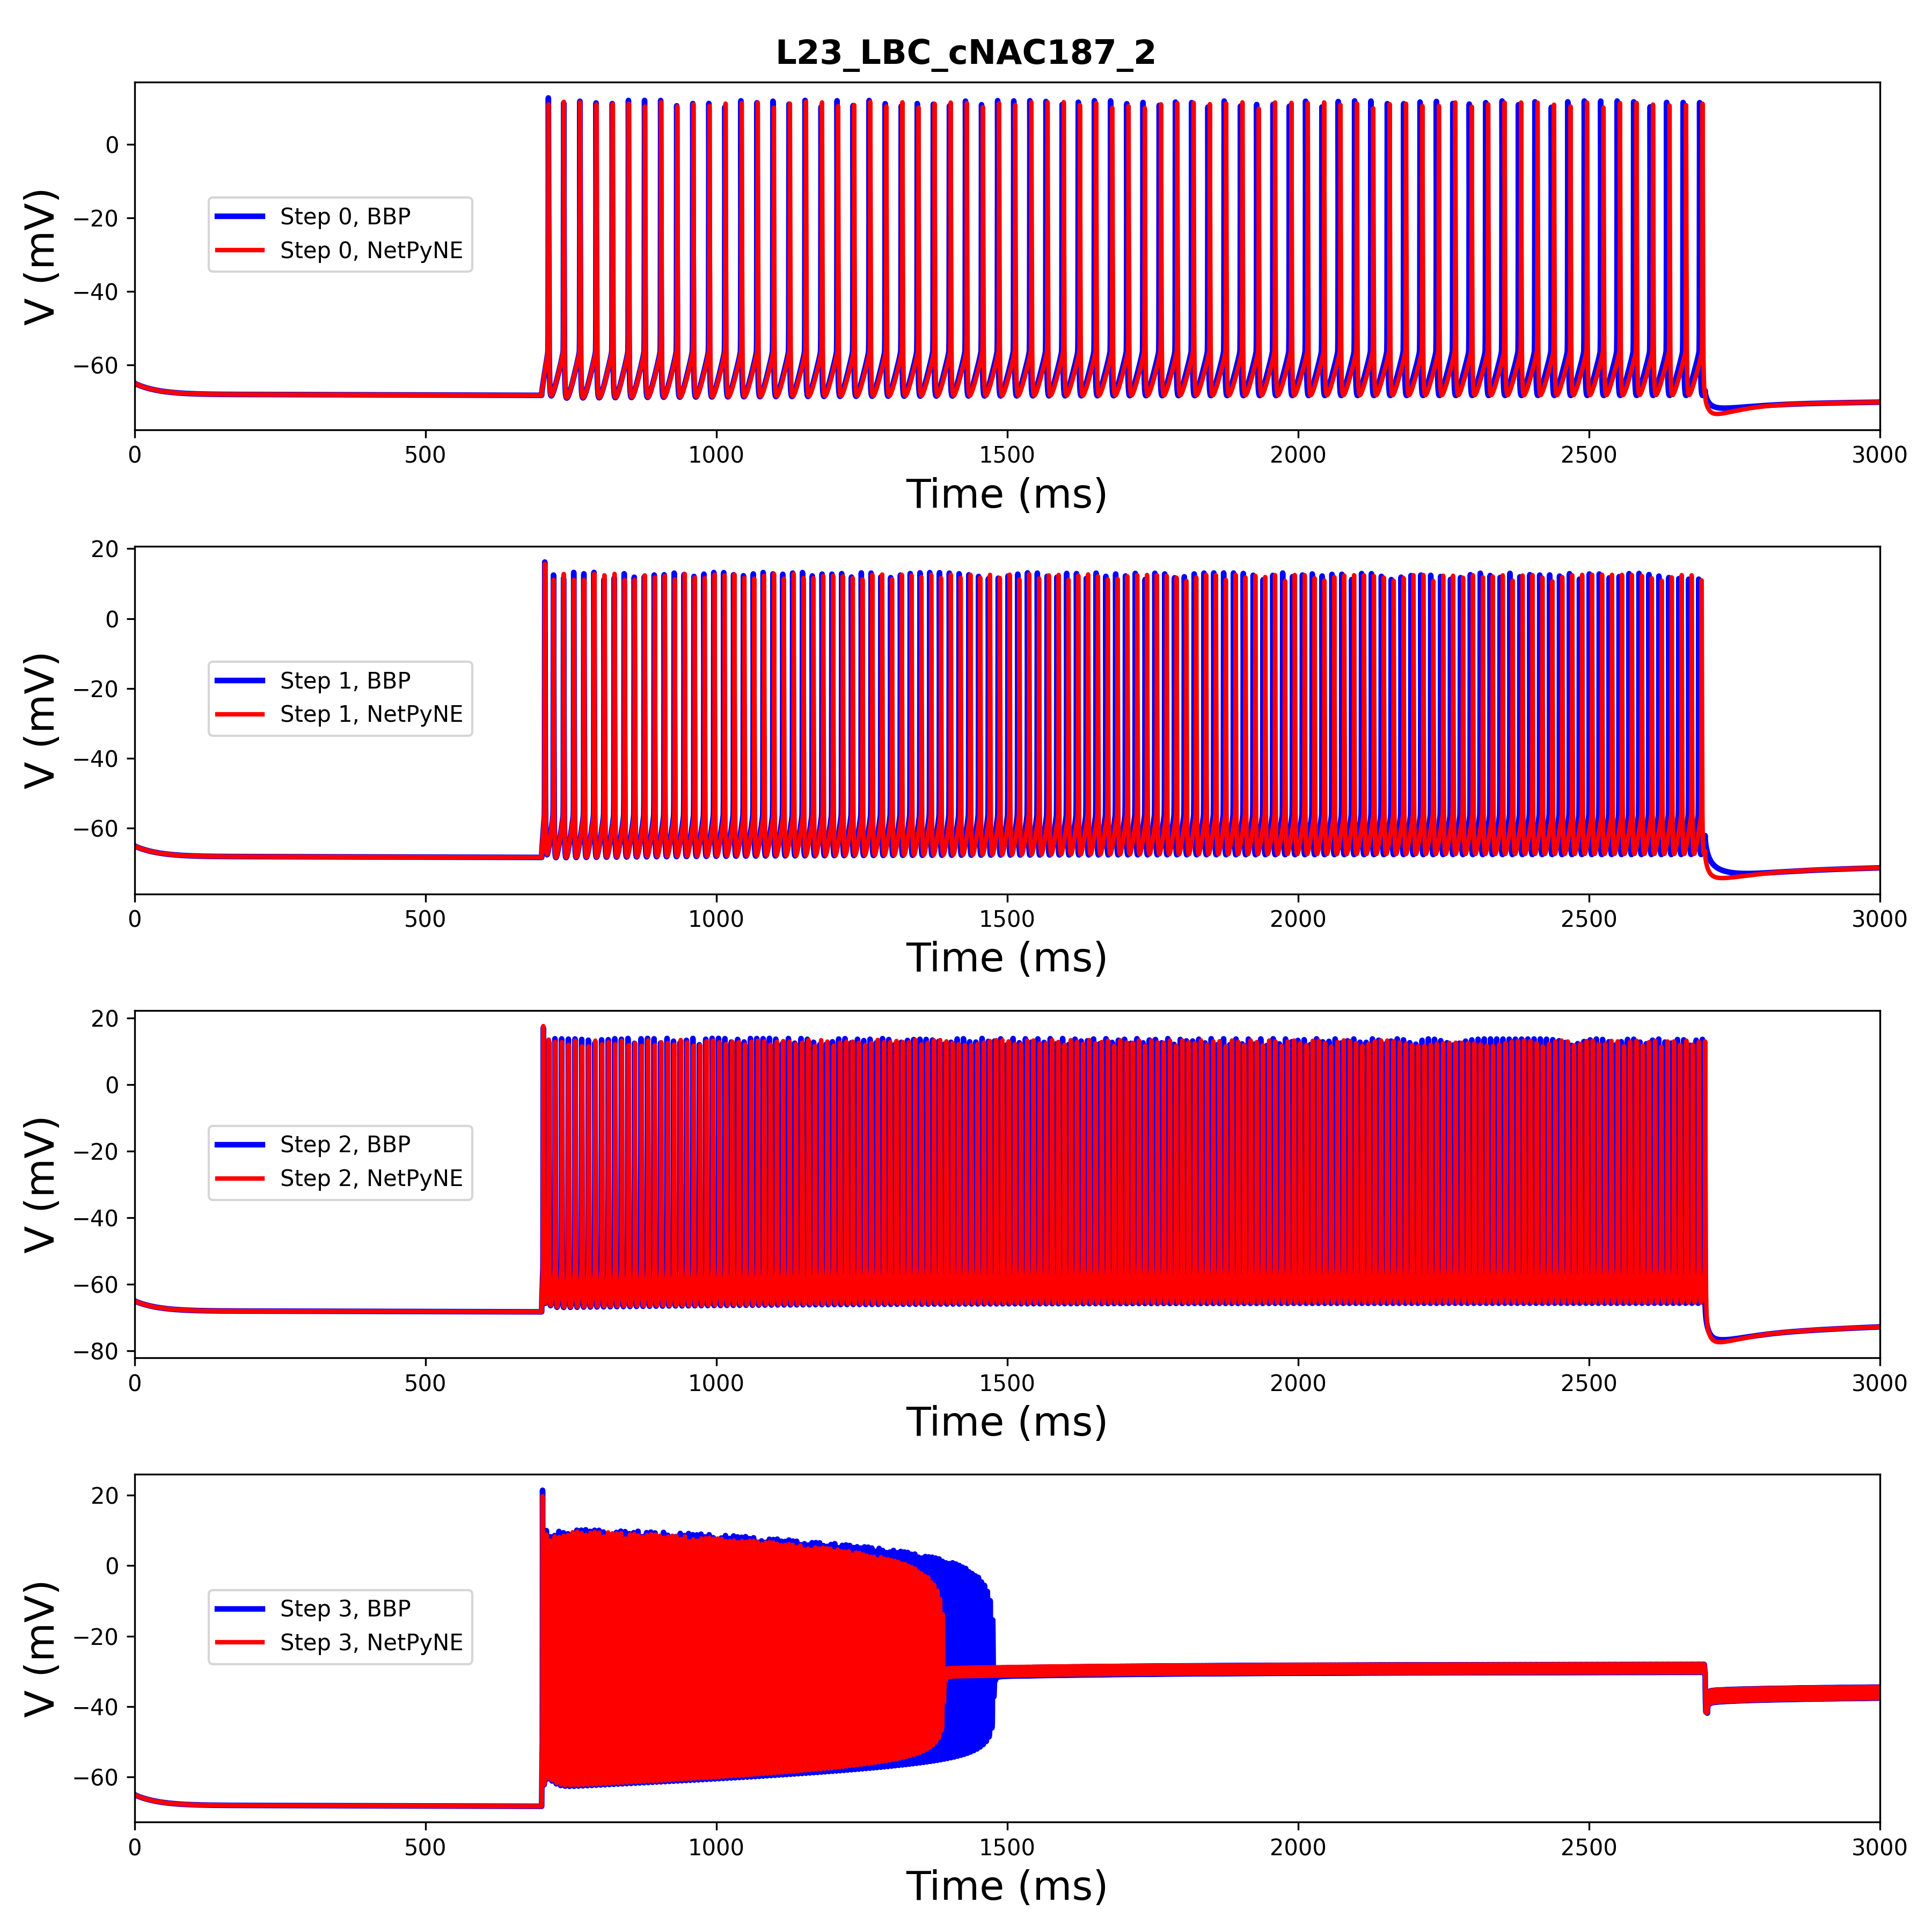 L23_LBC_cNAC187_2
V (mV)
0
−20
−40
−60
Step 0, BBP
Step 0, NetPyNE
0 500 1000 1500 2000 2500 3000
Time (ms)
V (mV)
20
0
−20
−40
−60
Step 1, BBP
Step 1, NetPyNE
0 500 1000 1500 2000 2500 3000
Time (ms)
V (mV)
20
0
−20
−40
−60
−80
Step 2, BBP
Step 2, NetPyNE
0 500 1000 1500 2000 2500 3000
Time (ms)
V (mV)
20
0
−20
−40
−60
Step 3, BBP
Step 3, NetPyNE
0 500 1000 1500 2000 2500 3000
Time (ms)